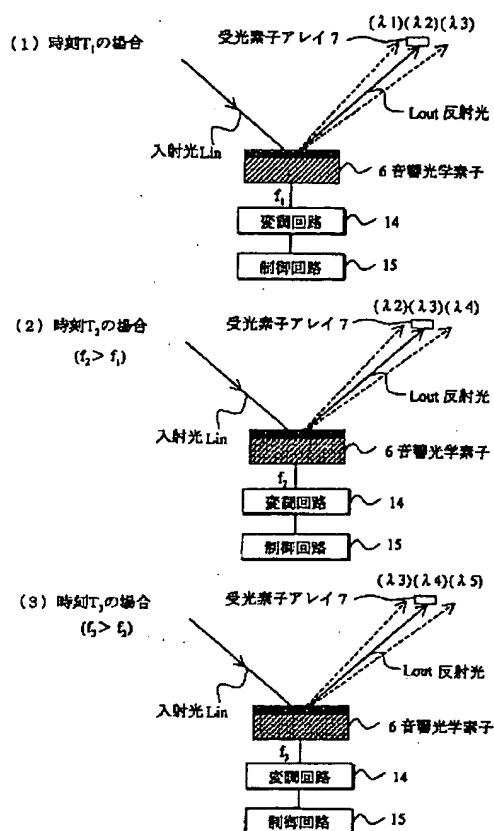 (1) 時刻T₁の場合
(λ1)(λ2)(λ3)
受光素子アレイ7
Lout 反射光
入射光Lin
6 音響光学素子
f₁
変調回路
14
制御回路
15
(2) 時刻T₂の場合
(f₂> f₁)
(λ2)(λ3)(λ4)
受光素子アレイ7
Lout 反射光
入射光Lin
6 音響光学素子
f₂
変調回路
14
制御回路
15
(3) 時刻T₃の場合
(f₃> f₂)
(λ3)(λ4)(λ5)
受光素子アレイ7
Lout 反射光
入射光Lin
6 音響光学素子
f₃
変調回路
14
制御回路
15